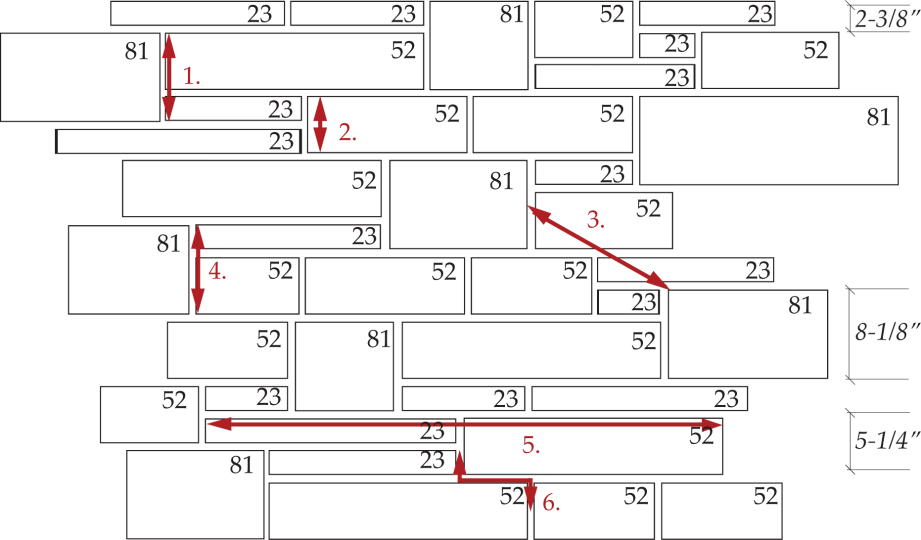 23 23 81 52 23 2-3/8"
81 1. 52 23 52
23
23 2. 52 52 81
23
52 81 23
3. 52
81 23
4. 52 52 52 23
23 81 8-1/8"
52 81 52
52 23 23 23
23 5. 52 5-1/4"
81 23
52 6. 52 52